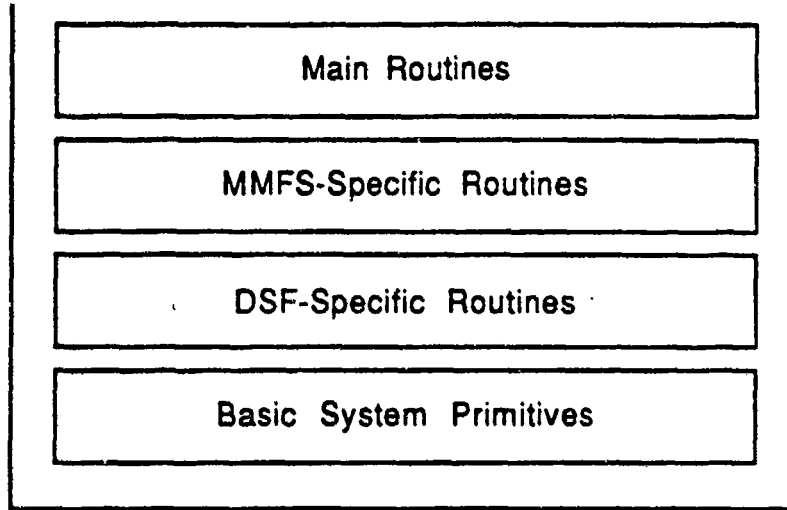 Main Routines
MMFS-Specific Routines
DSF-Specific Routines
Basic System Primitives